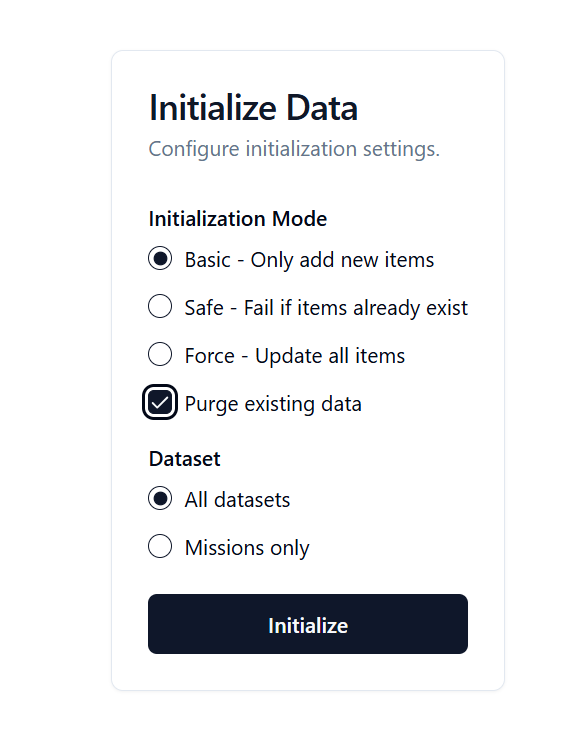 Initialize Data
Configure initialization settings.
Initialization Mode
Basic - Only add new items
Safe - Fail if items already exist
Force - Update all items
Purge existing data
Dataset
All datasets
Missions only
Initialize